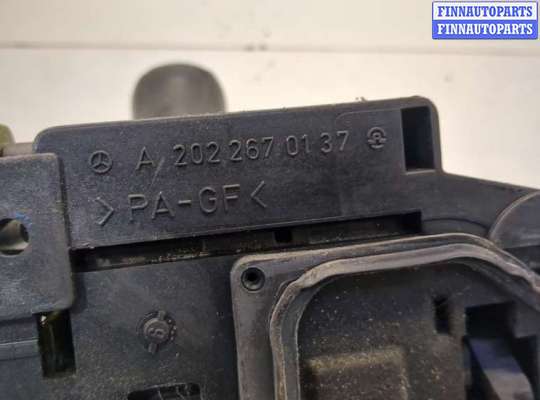 FINNAUTOPARTS
FINNAUTOPARTS
A 202 267 01 37
>PA-GF<